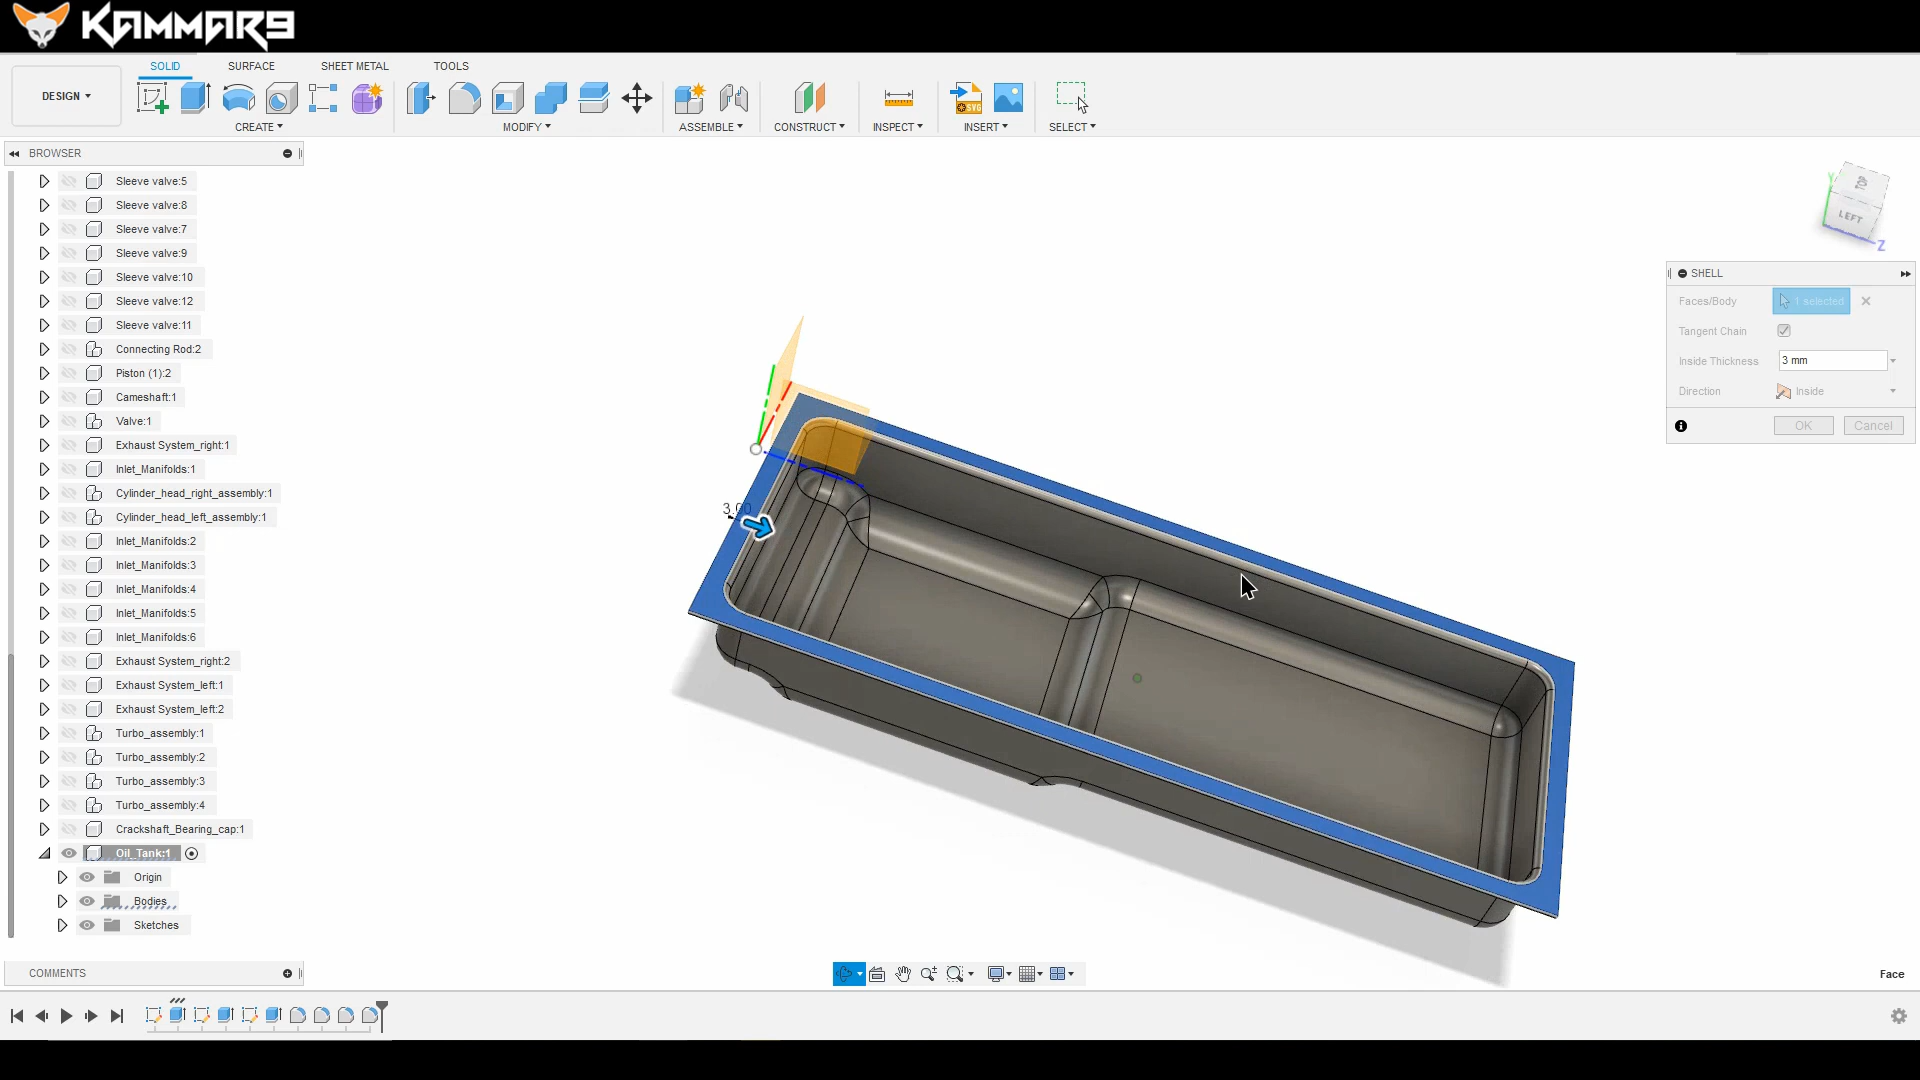 KAMMAR9
DESIGN
SOLID SURFACE SHEET METAL TOOLS
CREATE MODIFY ASSEMBLE CONSTRUCT INSPECT INSERT SELECT
SVG
BROWSER
Sleeve valve:5
Sleeve valve:8
Sleeve valve:7
Sleeve valve:9
Sleeve valve:10
Sleeve valve:12
Sleeve valve:11
Connecting Rod:2
Piston (1):2
Cameshaft:1
Valve:1
Exhaust System_right:1
Inlet_Manifolds:1
Cylinder_head_right_assembly:1
Cylinder_head_left_assembly:1
Inlet_Manifolds:2
Inlet_Manifolds:3
Inlet_Manifolds:4
Inlet_Manifolds:5
Inlet_Manifolds:6
Exhaust System_right:2
Exhaust System_left:1
Exhaust System_left:2
Turbo_assembly:1
Turbo_assembly:2
Turbo_assembly:3
Turbo_assembly:4
Crackshaft_Bearing_cap:1
Oil_Tank:1
Origin
Bodies
Sketches
COMMENTS
3.00
Y
TOP
LEFT
Z
SHELL
Faces/Body 1 selected
Tangent Chain
Inside Thickness 3 mm
Direction Inside
OK Cancel
Face